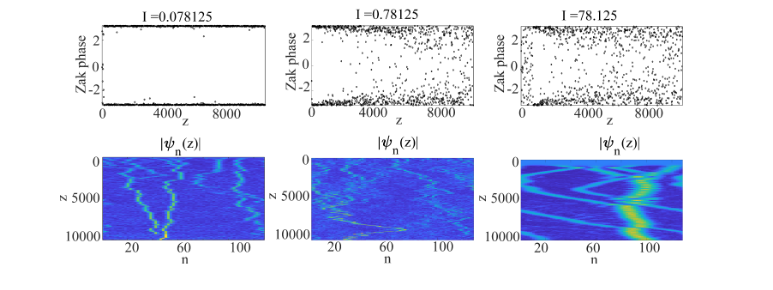 I =0.078125 I =0.78125 I =78.125
2 2 2
Zak phase Zak phase Zak phase
0 0 0
-2 -2 -2
0 4000 8000 0 4000 8000 0 4000 8000
z z z
|ψn(z)| |ψn(z)| |ψn(z)|
0 0 0
z z z
5000 5000 5000
10000 10000 10000
20 60 100 20 60 100 20 60 100
n n n